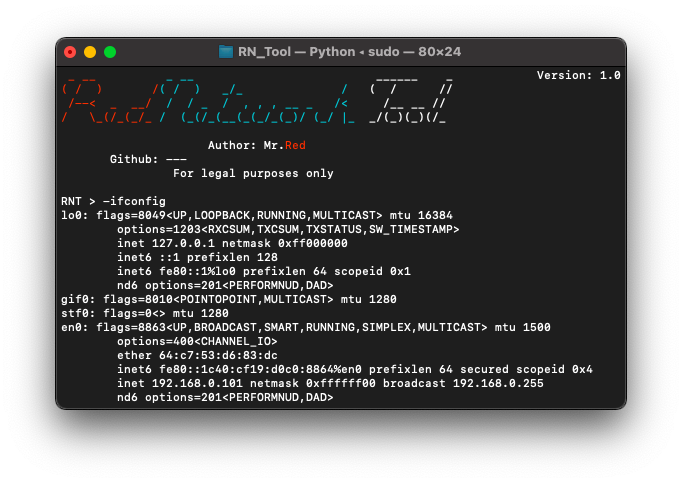 RN_Tool — Python ◂ sudo — 80×24
Version: 1.0
Red Network Tool
Author: Mr.Red
Github: ---
For legal purposes only
RNT > -ifconfig
lo0: flags=8049<UP,LOOPBACK,RUNNING,MULTICAST> mtu 16384
options=1203<RXCSUM,TXCSUM,TXSTATUS,SW_TIMESTAMP>
inet 127.0.0.1 netmask 0xff000000
inet6 ::1 prefixlen 128
inet6 fe80::1%lo0 prefixlen 64 scopeid 0x1
nd6 options=201<PERFORMNUD,DAD>
gif0: flags=8010<POINTOPOINT,MULTICAST> mtu 1280
stf0: flags=0<> mtu 1280
en0: flags=8863<UP,BROADCAST,SMART,RUNNING,SIMPLEX,MULTICAST> mtu 1500
options=400<CHANNEL_IO>
ether 64:c7:53:d6:83:dc
inet6 fe80::1c40:cf19:d0c0:8864%en0 prefixlen 64 secured scopeid 0x4
inet 192.168.0.101 netmask 0xffffff00 broadcast 192.168.0.255
nd6 options=201<PERFORMNUD,DAD>